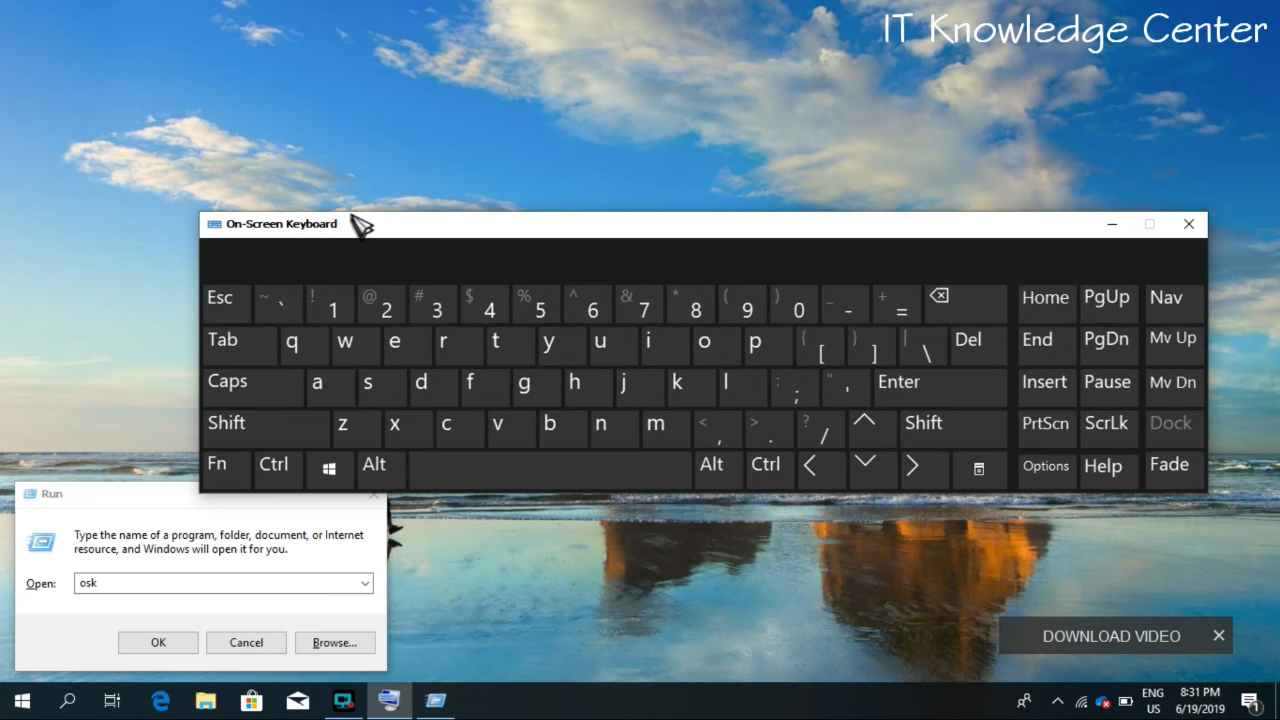 IT Knowledge Center
On-Screen Keyboard
Esc ~ ` ! 1 @ 2 # 3 $ 4 % 5 ^ 6 & 7 * 8 ( 9 ) 0 _ - + = Home PgUp Nav
Tab q w e r t y u i o p { [ } ] | \ Del End PgDn Mv Up
Caps a s d f g h j k l : ; " ' Enter Insert Pause Mv Dn
Shift z x c v b n m < , > . ? / Shift PrtScn ScrLk Dock
Fn Ctrl Alt Alt Ctrl Options Help Fade
Run
Type the name of a program, folder, document, or Internet
resource, and Windows will open it for you.
Open: osk
OK Cancel Browse...
DOWNLOAD VIDEO
ENG 8:31 PM
US 6/19/2019 1